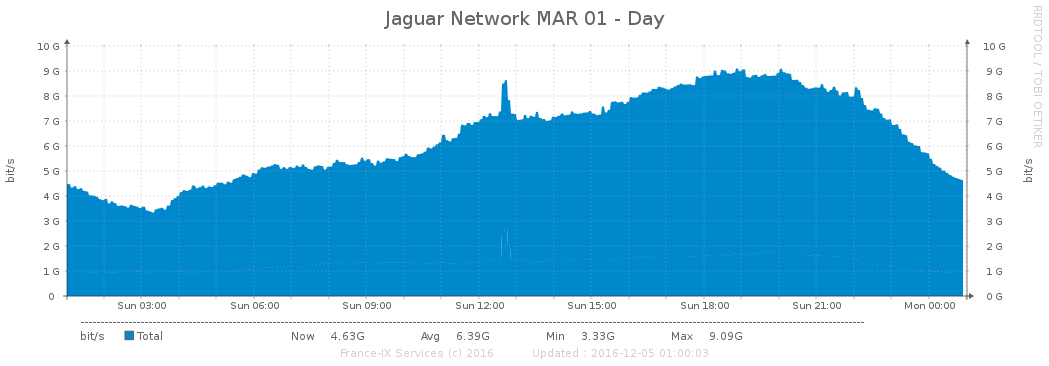 Jaguar Network MAR 01 - Day
RRDTOOL / TOBI OETIKER
10 G 10 G
9 G 9 G
8 G 8 G
7 G 7 G
6 G 6 G
5 G 5 G
4 G 4 G
3 G 3 G
2 G 2 G
1 G 1 G
0 0 G
bit/s
bit/s
Sun 03:00 Sun 06:00 Sun 09:00 Sun 12:00 Sun 15:00 Sun 18:00 Sun 21:00 Mon 00:00
bit/s Total Now 4.63G Avg 6.39G Min 3.33G Max 9.09G
France-IX Services (c) 2016 Updated : 2016-12-05 01:00:03